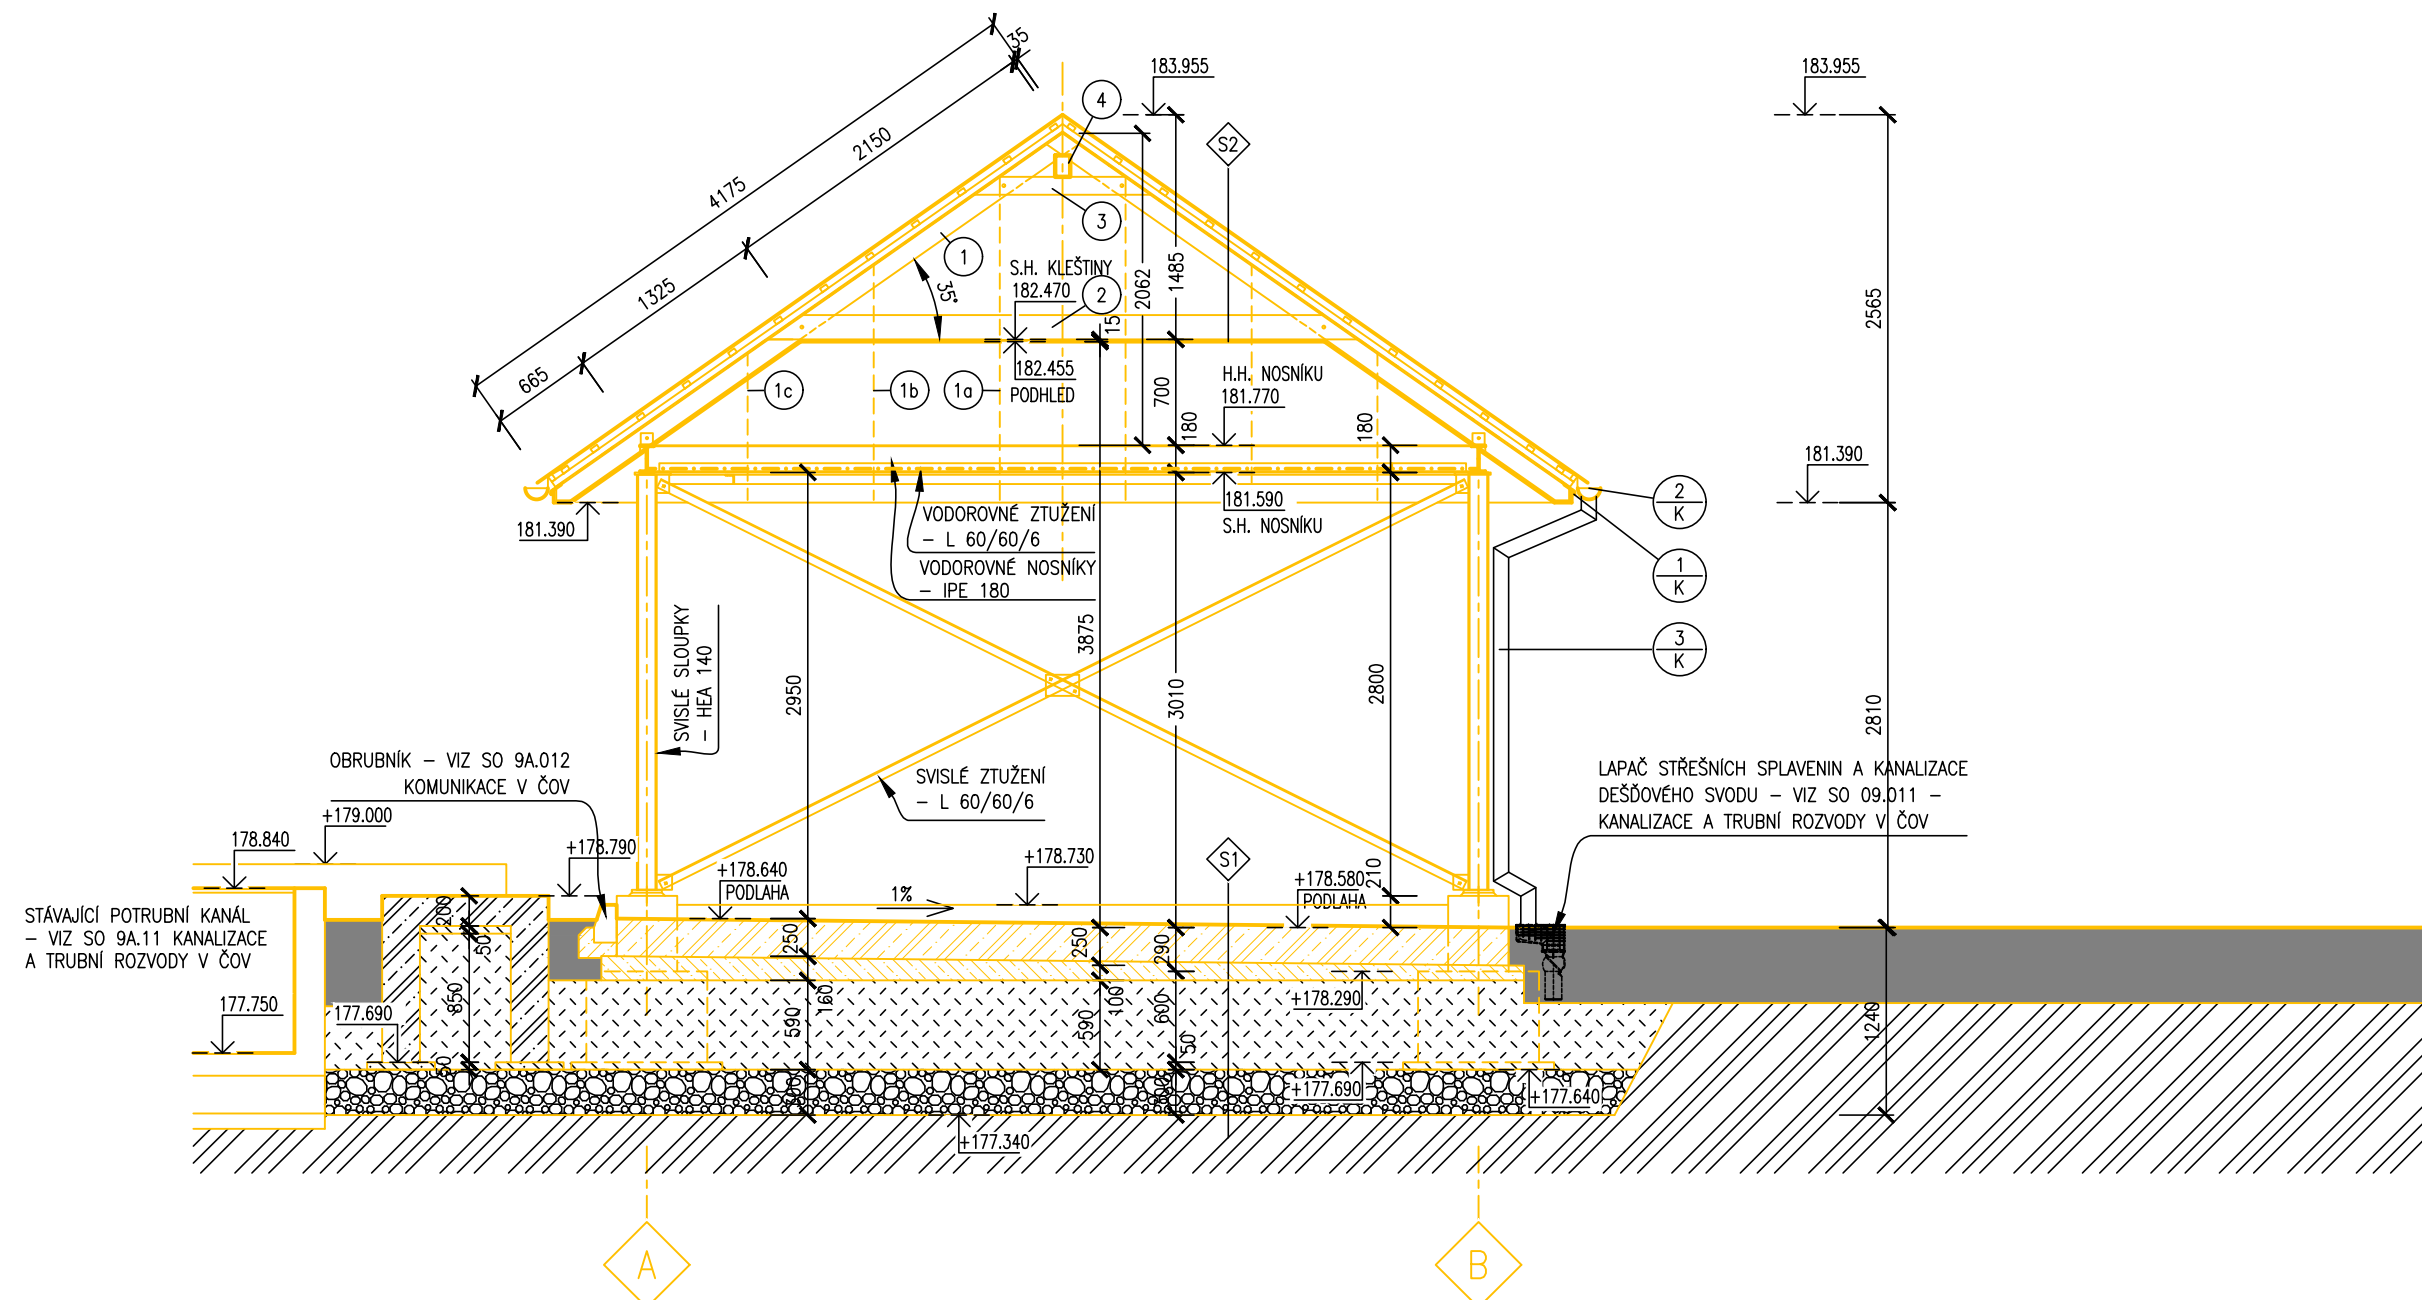 35
183.955
183.955
4
2150
S2
4175
3
1
S.H. KLEŠTINY
182.470
2
35°
2062
1485
1325
15
2565
665
182.455
PODHLED
1c
1b
1a
700
H.H. NOSNÍKU
181.770
180
180
181.390
181.390
181.590
S.H. NOSNÍKU
2
K
VODOROVNÉ ZTUŽENÍ
– L 60/60/6
VODOROVNÉ NOSNÍKY
– IPE 180
1
K
3
K
SVISLÉ SLOUPKY
– HEA 140
2950
3875
3010
2800
2810
OBRUBNÍK – VIZ SO 9A.012
KOMUNIKACE V ČOV
SVISLÉ ZTUŽENÍ
– L 60/60/6
LAPAČ STŘEŠNÍCH SPLAVENIN A KANALIZACE
DEŠĎOVÉHO SVODU – VIZ SO 09.011 –
KANALIZACE A TRUBNÍ ROZVODY V ČOV
+179.000
178.840
+178.790
+178.640
PODLAHA
1%
+178.730
S1
+178.580
PODLAHA
210
STÁVAJÍCÍ POTRUBNÍ KANÁL
– VIZ SO 9A.11 KANALIZACE
A TRUBNÍ ROZVODY V ČOV
200
50
850
50
250
160
590
300
250
100
590
290
600
50
300
177.750
177.690
+178.290
+177.690
+177.640
1240
+177.340
A
B